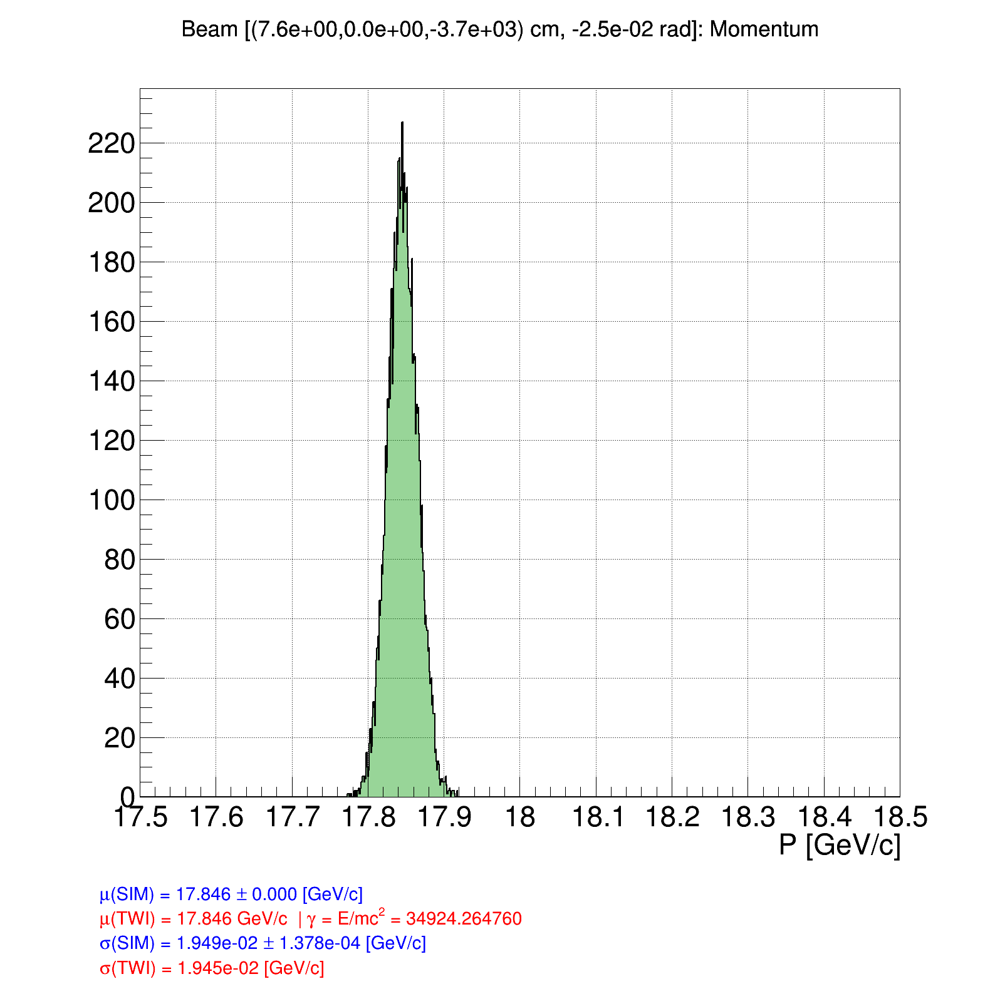 Beam [(7.6e+00,0.0e+00,-3.7e+03) cm, -2.5e-02 rad]: Momentum
220
200
180
160
140
120
100
80
60
40
20
0
17.5 17.6 17.7 17.8 17.9 18 18.1 18.2 18.3 18.4 18.5
P [GeV/c]
μ(SIM) = 17.846 ± 0.000 [GeV/c]
μ(TWI) = 17.846 GeV/c | γ = E/mc² = 34924.264760
σ(SIM) = 1.949e-02 ± 1.378e-04 [GeV/c]
σ(TWI) = 1.945e-02 [GeV/c]